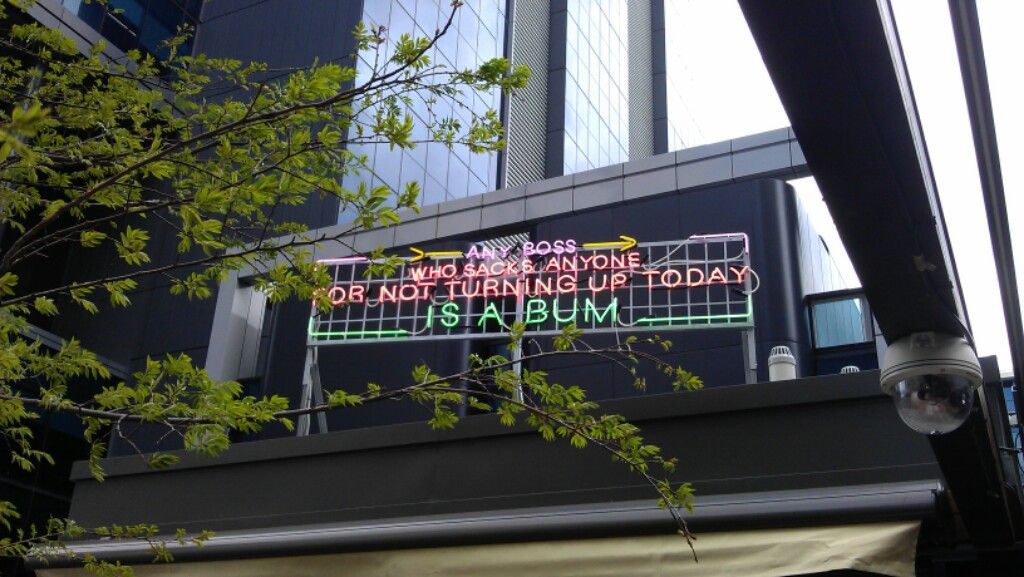 ANY BOSS
WHO SACKS ANYONE
FOR NOT TURNING UP TODAY
IS A BUM